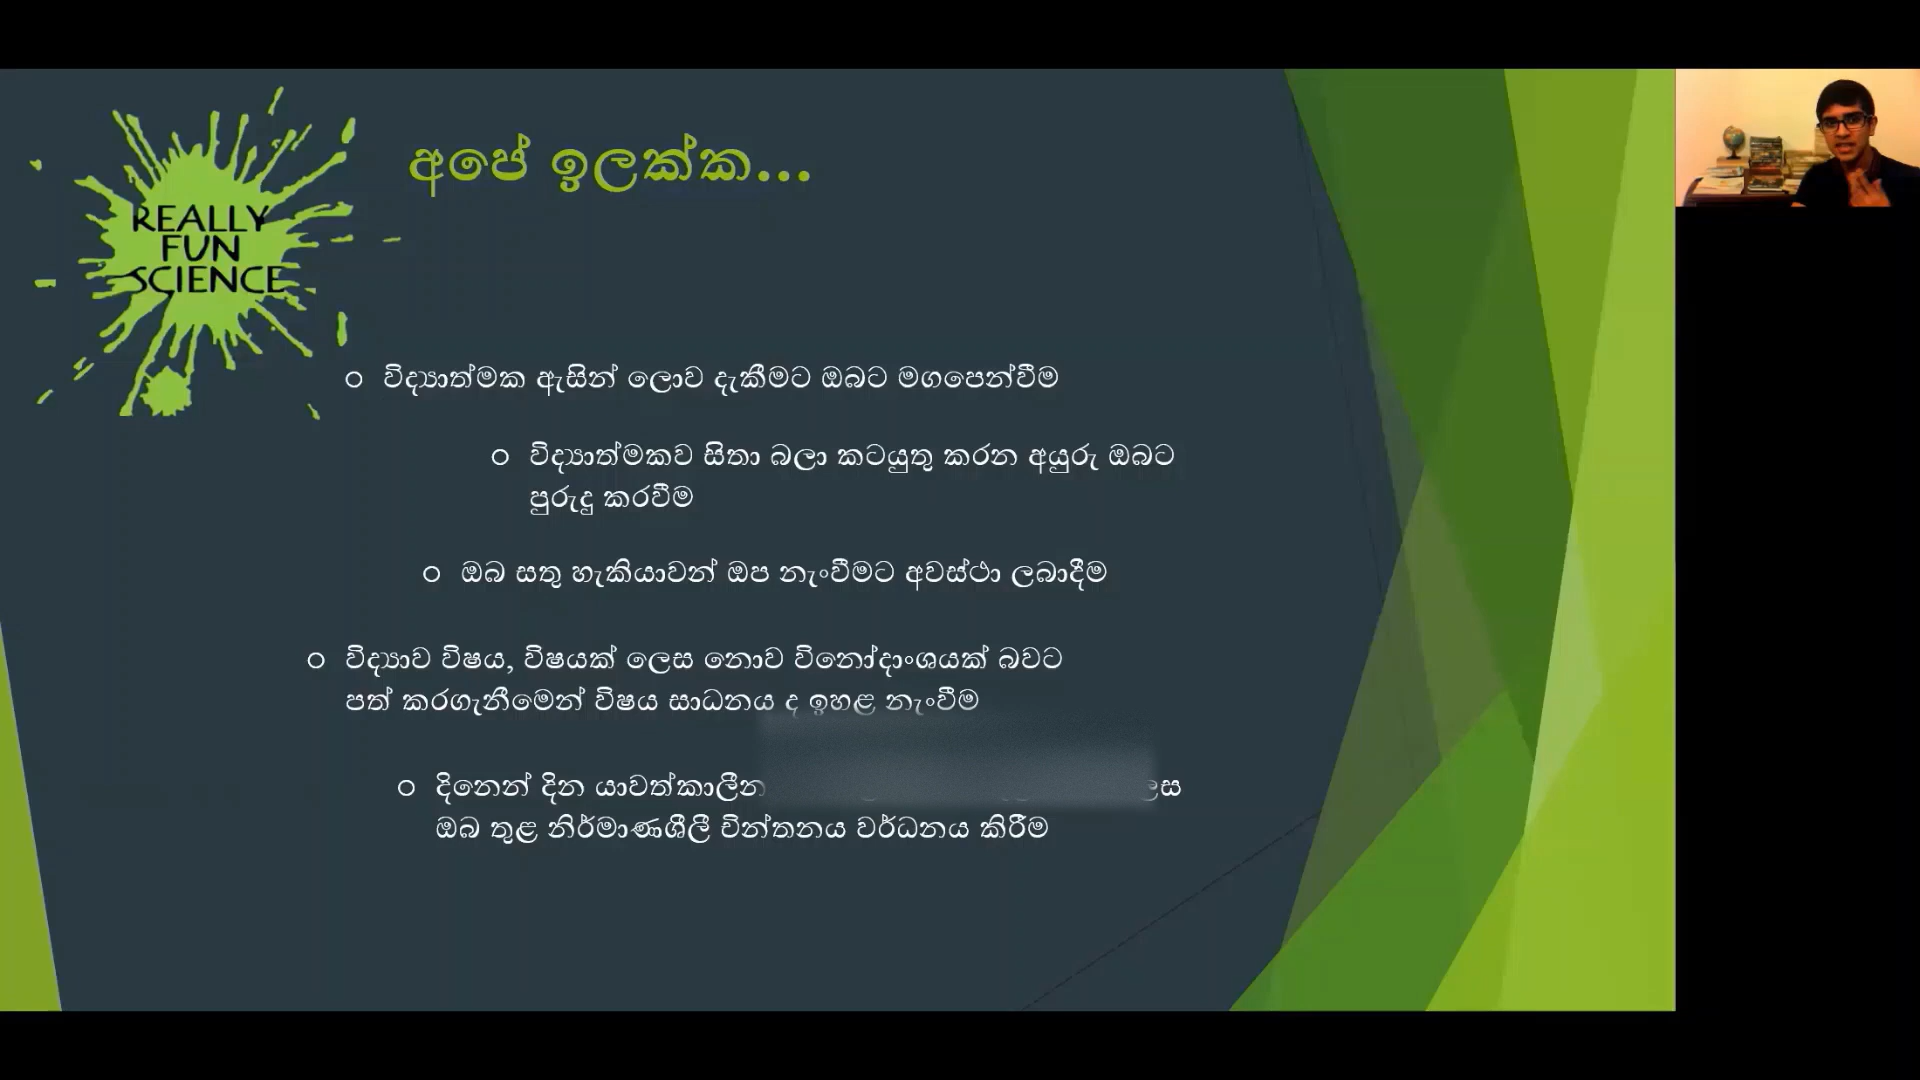 REALLY
FUN
SCIENCE
අපේ ඉලක්ක...
විද්‍යාත්මක ඇසින් ලොව දැකීමට ඔබට මගපෙන්වීම
විද්‍යාත්මකව සිතා බලා කටයුතු කරන අයුරු ඔබට
පුරුදු කරවීම
ඔබ සතු හැකියාවන් ඔප නැංවීමට අවස්ථා ලබාදීම
විද්‍යාව විෂය, විෂයක් ලෙස නොව විනෝදාංශයක් බවට
පත් කරගැනීමෙන් විෂය සාධනය ද ඉහළ නැංවීම
දිනෙන් දින යාවත්කාලීන
ඔබ තුළ නිර්මාණශීලී චින්තනය වර්ධනය කිරීම